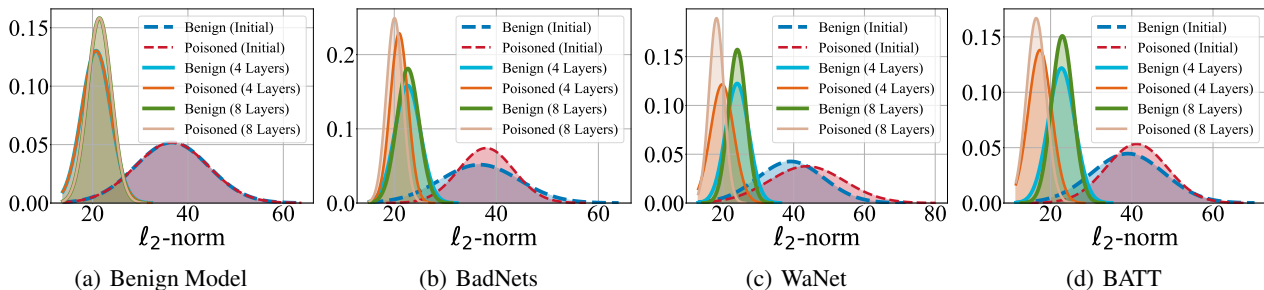 0.15
0.10
0.05
0.00
20
40
60
ℓ₂-norm
Benign (Initial)
Poisoned (Initial)
Benign (4 Layers)
Poisoned (4 Layers)
Benign (8 Layers)
Poisoned (8 Layers)
(a) Benign Model
0.2
0.1
0.0
20
40
60
ℓ₂-norm
Benign (Initial)
Poisoned (Initial)
Benign (4 Layers)
Poisoned (4 Layers)
Benign (8 Layers)
Poisoned (8 Layers)
(b) BadNets
0.15
0.10
0.05
0.00
20
40
60
80
ℓ₂-norm
Benign (Initial)
Poisoned (Initial)
Benign (4 Layers)
Poisoned (4 Layers)
Benign (8 Layers)
Poisoned (8 Layers)
(c) WaNet
0.15
0.10
0.05
0.00
20
40
60
ℓ₂-norm
Benign (Initial)
Poisoned (Initial)
Benign (4 Layers)
Poisoned (4 Layers)
Benign (8 Layers)
Poisoned (8 Layers)
(d) BATT